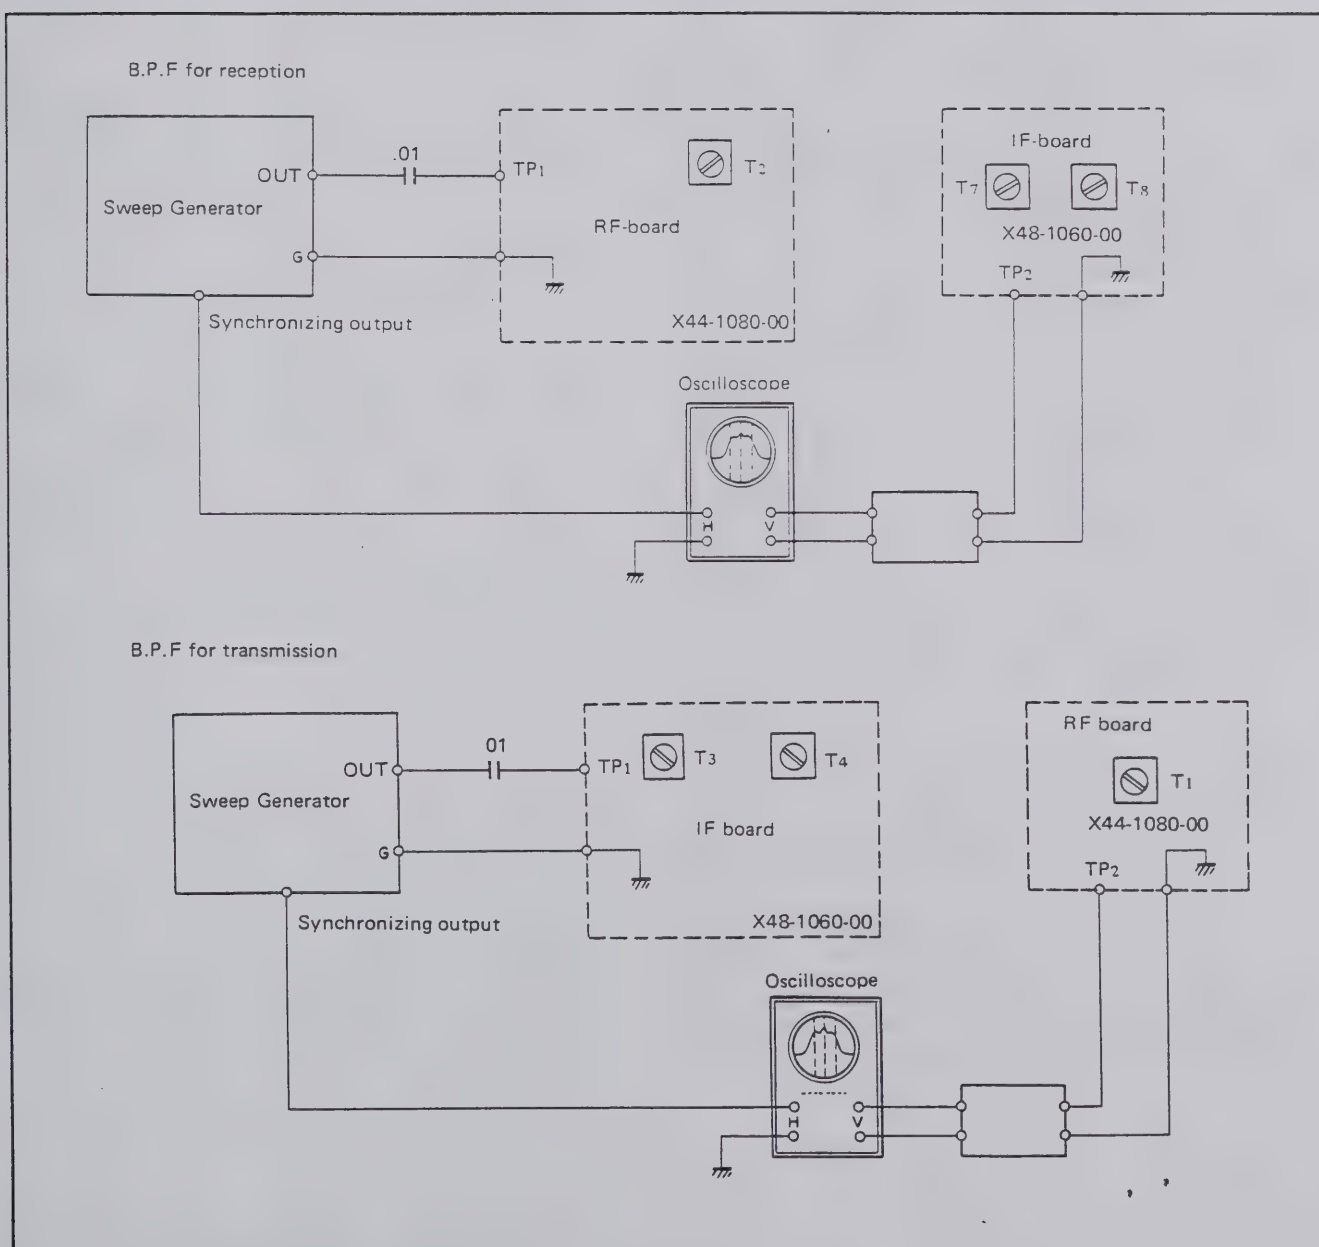 B.P.F for reception
Sweep Generator
OUT
G
Synchronizing output
.01
TP1
T2
RF-board
X44-1080-00
IF-board
T7
T8
X48-1060-00
TP2
Oscilloscope
H
V
B.P.F for transmission
Sweep Generator
OUT
G
Synchronizing output
01
TP1
T3
T4
IF board
X48-1060-00
RF board
T1
X44-1080-00
TP2
Oscilloscope
H
V